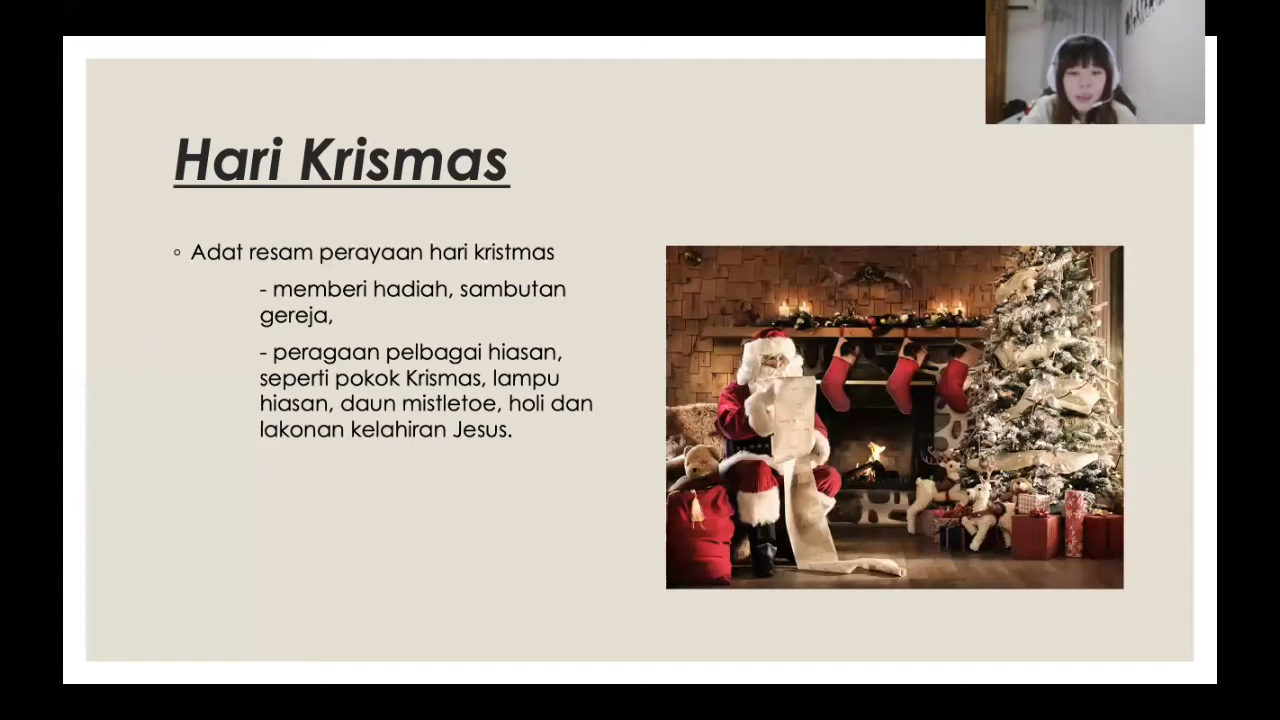 Hari Krismas
◦ Adat resam perayaan hari kristmas
- memberi hadiah, sambutan
gereja,
- peragaan pelbagai hiasan,
seperti pokok Krismas, lampu
hiasan, daun mistletoe, holi dan
lakonan kelahiran Jesus.